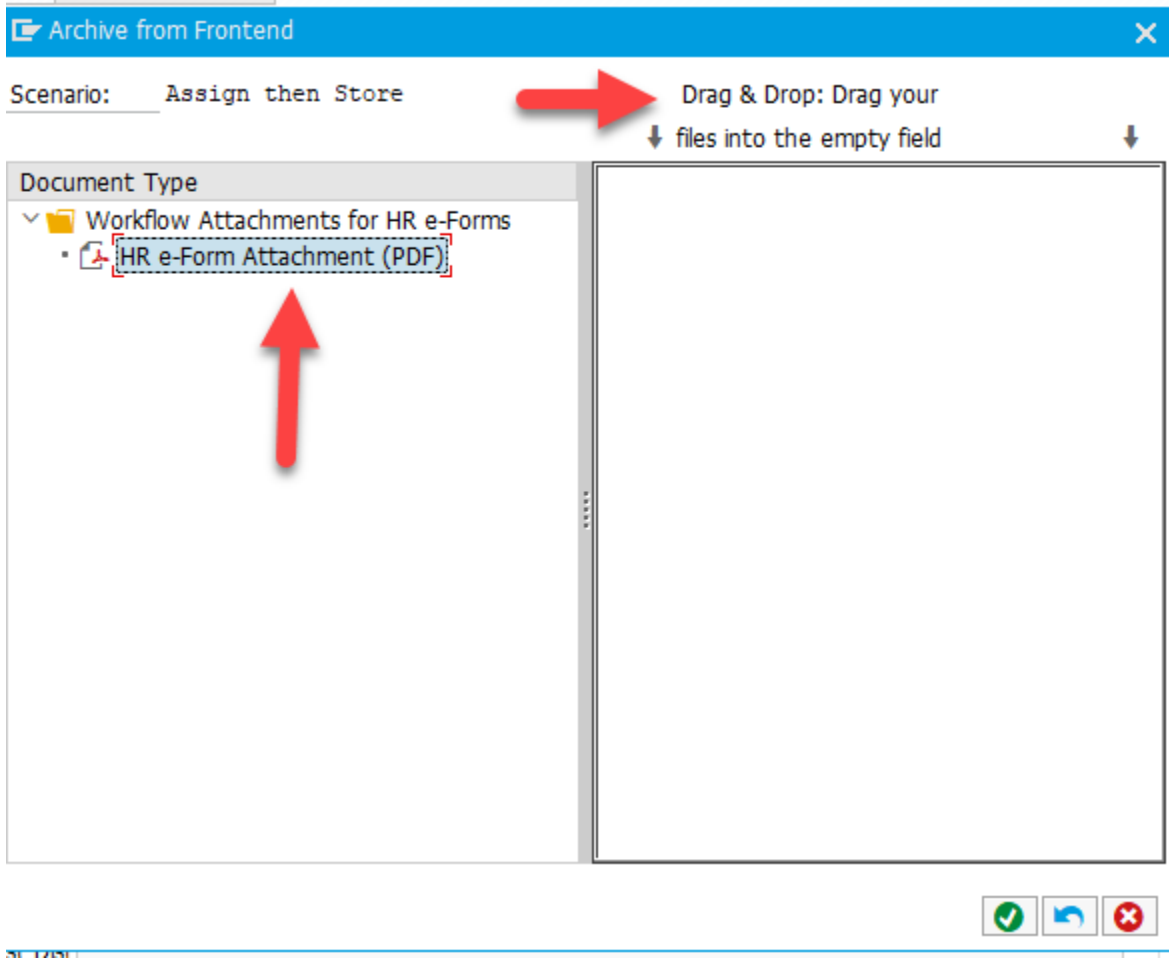 Archive from Frontend
Scenario: Assign then Store
Drag & Drop: Drag your
files into the empty field
Document Type
Workflow Attachments for HR e-Forms
HR e-Form Attachment (PDF)